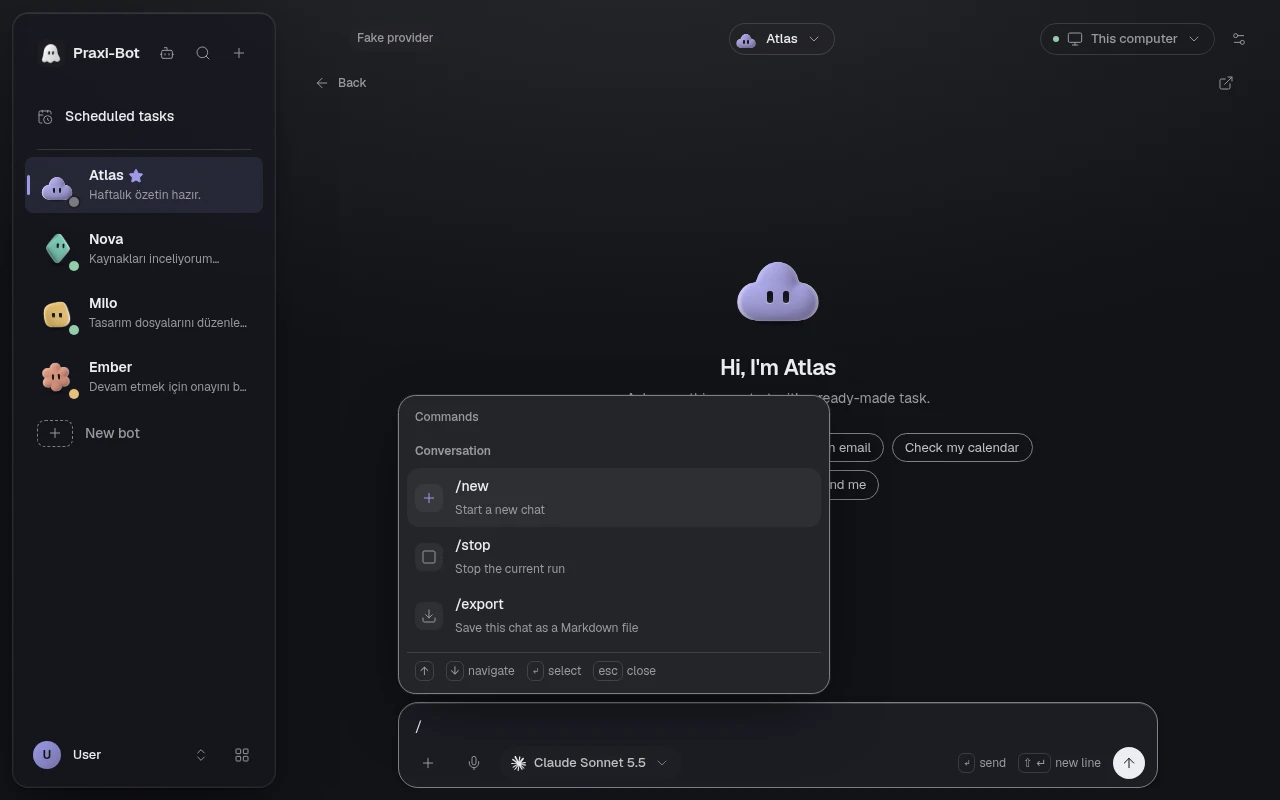 Praxi-Bot
Scheduled tasks
Atlas
Haftalık özetin hazır.
Nova
Kaynakları inceliyorum...
Milo
Tasarım dosyalarını düzenle...
Ember
Devam etmek için onayını b...
New bot
U User
Fake provider
Atlas
This computer
Back
Hi, I'm Atlas
ready-made task.
email
Check my calendar
me
Commands
Conversation
/new
Start a new chat
/stop
Stop the current run
/export
Save this chat as a Markdown file
navigate select esc close
/
Claude Sonnet 5.5
send new line